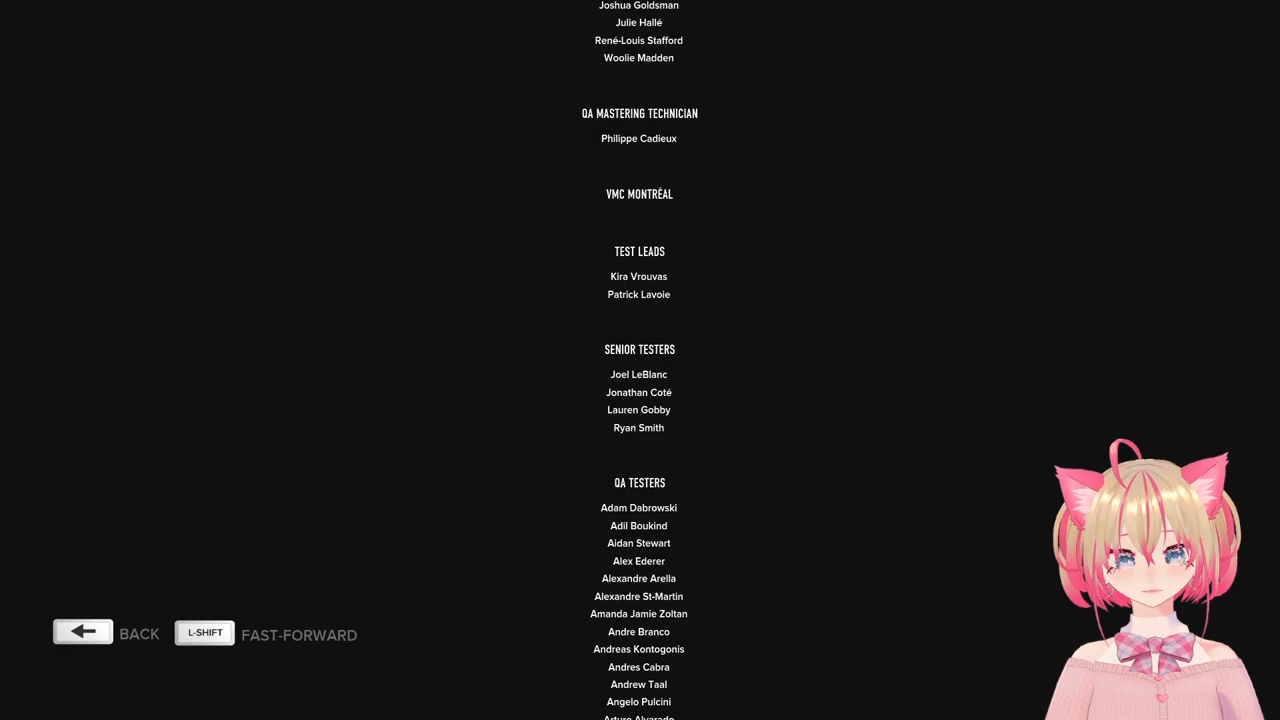 Joshua Goldsman
Julie Hallé
René-Louis Stafford
Woolie Madden
QA MASTERING TECHNICIAN
Philippe Cadieux
VMC MONTRÉAL
TEST LEADS
Kira Vrouvas
Patrick Lavoie
SENIOR TESTERS
Joel LeBlanc
Jonathan Coté
Lauren Gobby
Ryan Smith
QA TESTERS
Adam Dabrowski
Adil Boukind
Aidan Stewart
Alex Ederer
Alexandre Arella
Alexandre St-Martin
Amanda Jamie Zoltan
Andre Branco
Andreas Kontogonis
Andres Cabra
Andrew Taal
Angelo Pulcini
Arturo Alvarado
BACK
L-SHIFT FAST-FORWARD